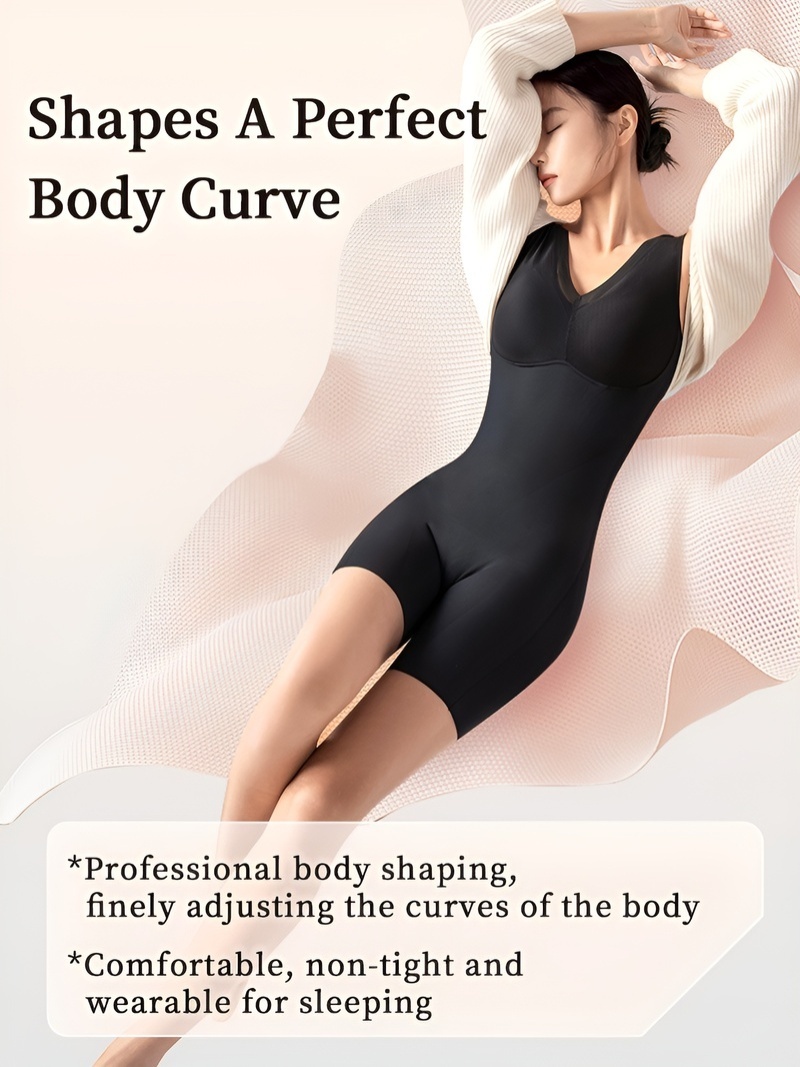 Shapes A Perfect
Body Curve
*Professional body shaping,
finely adjusting the curves of the body
*Comfortable, non-tight and
wearable for sleeping